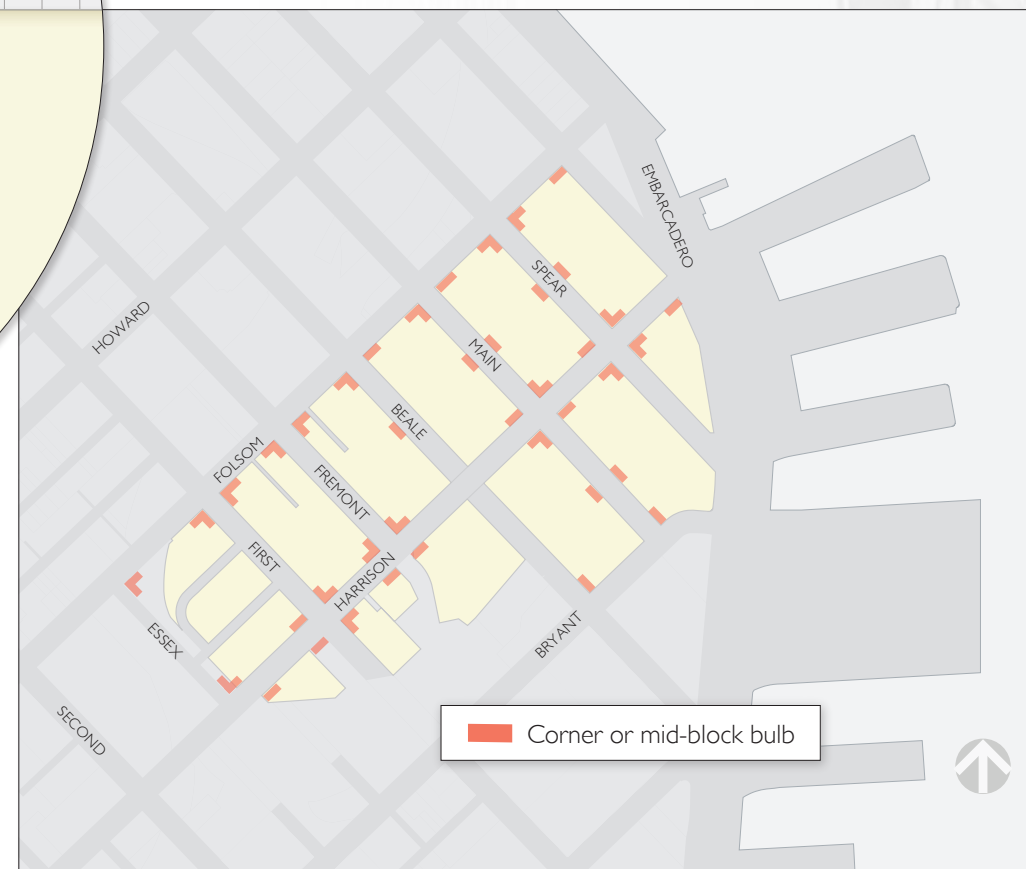 EMBARCADERO
SPEAR
HOWARD
MAIN
BEALE
FOLSOM
FREMONT
FIRST
HARRISON
ESSEX
BRYANT
SECOND
Corner or mid-block bulb